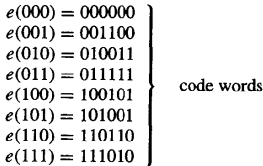 e(000) = 000000
e(001) = 001100
e(010) = 010011
e(011) = 011111
e(100) = 100101
e(101) = 101001
e(110) = 110110
e(111) = 111010
code words